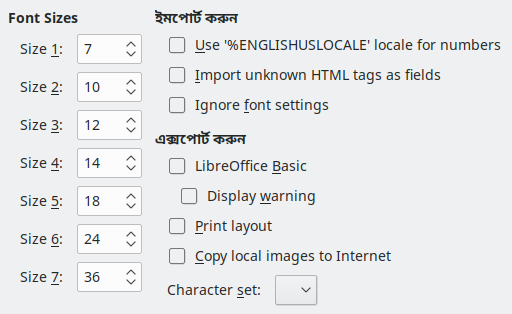 Font Sizes
Size 1: 7
Size 2: 10
Size 3: 12
Size 4: 14
Size 5: 18
Size 6: 24
Size 7: 36
ইমপোর্ট করুন
Use '%ENGLISHUSLOCALE' locale for numbers
Import unknown HTML tags as fields
Ignore font settings
এক্সপোর্ট করুন
LibreOffice Basic
Display warning
Print layout
Copy local images to Internet
Character set: